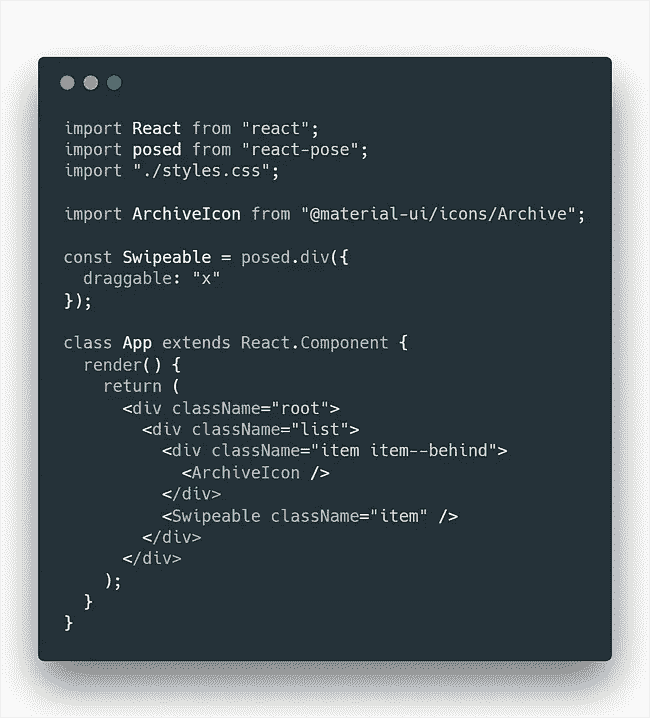 import React from "react";
import posed from "react-pose";
import "./styles.css";

import ArchiveIcon from "@material-ui/icons/Archive";

const Swipeable = posed.div({
  draggable: "x"
});

class App extends React.Component {
  render() {
    return (
      <div className="root">
        <div className="list">
          <div className="item item--behind">
            <ArchiveIcon />
          </div>
          <Swipeable className="item" />
        </div>
      </div>
    );
  }
}